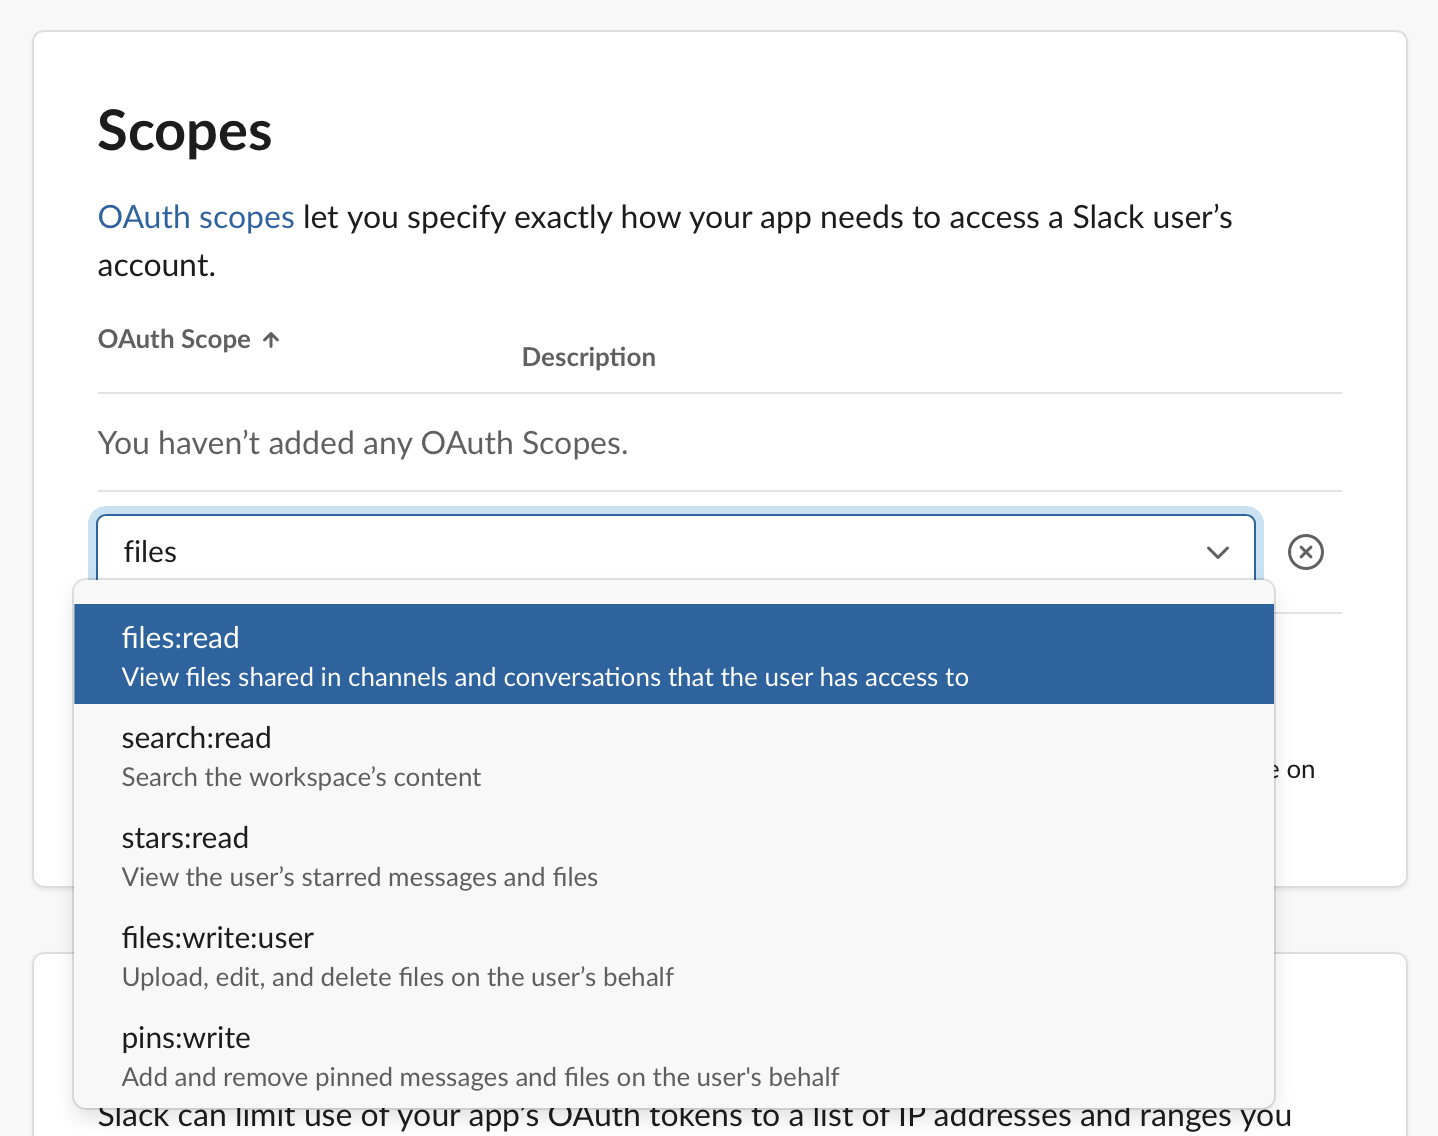 Scopes
OAuth scopes let you specify exactly how your app needs to access a Slack user’s
account.
OAuth Scope ↑
Description
You haven’t added any OAuth Scopes.
files
files:read
View files shared in channels and conversations that the user has access to
search:read
Search the workspace’s content
on
stars:read
View the user’s starred messages and files
files:write:user
Upload, edit, and delete files on the user’s behalf
pins:write
Add and remove pinned messages and files on the user's behalf
Slack can limit use of your app’s OAuth tokens to a list of IP addresses and ranges you